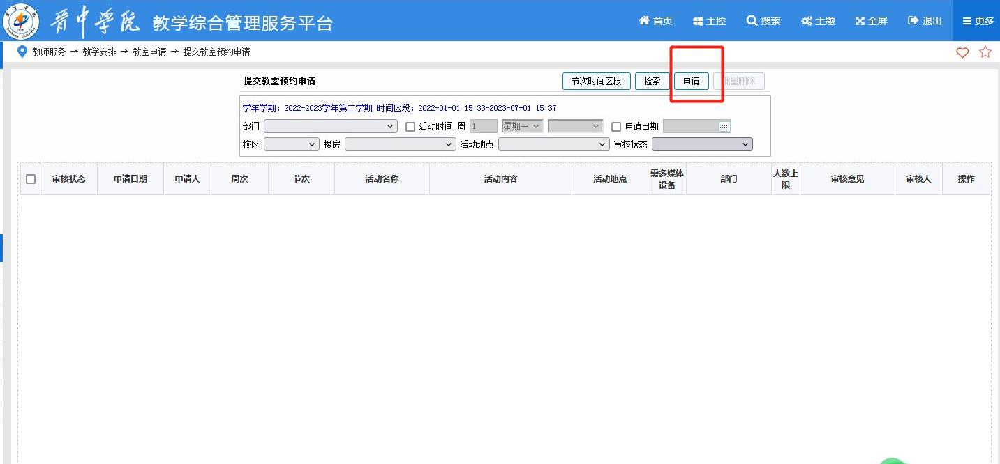 晋中学院 教学综合管理服务平台 首页 主控 搜索 主题 全屏 退出 更多
教师服务 → 教学安排 → 教室申请 → 提交教室预约申请
提交教室预约申请 节次时间区段 检索 申请 批量删除
学年学期：2022-2023学年第二学期 时间区段：2022-01-01 15:33-2023-07-01 15:37
部门 活动时间 周 1 星期一 申请日期
校区 楼房 活动地点 审核状态
审核状态 申请日期 申请人 周次 节次 活动名称 活动内容 活动地点 需多媒体设备 部门 人数上限 审核意见 审核人 操作